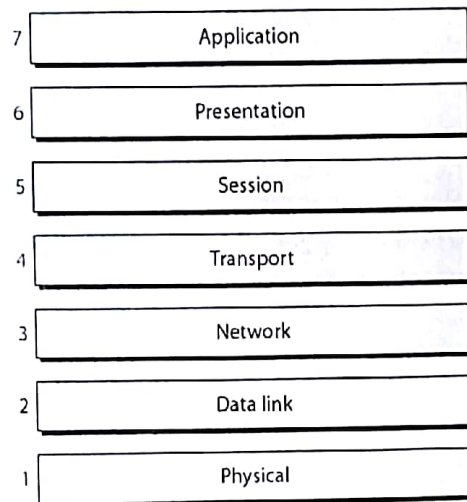 7 Application
6 Presentation
5 Session
4 Transport
3 Network
2 Data link
1 Physical